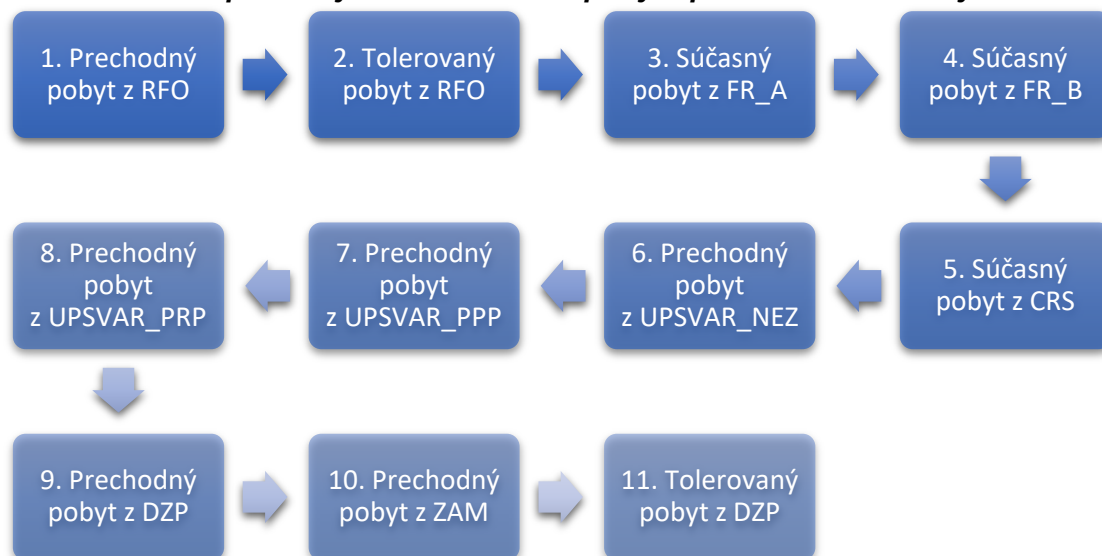 1. Prechodný
pobyt z RFO
2. Tolerovaný
pobyt z RFO
3. Súčasný
pobyt z FR_A
4. Súčasný
pobyt z FR_B
5. Súčasný
pobyt z CRS
6. Prechodný
pobyt
z UPSVAR_NEZ
7. Prechodný
pobyt
z UPSVAR_PPP
8. Prechodný
pobyt
z UPSVAR_PRP
9. Prechodný
pobyt z DZP
10. Prechodný
pobyt z ZAM
11. Tolerovaný
pobyt z DZP